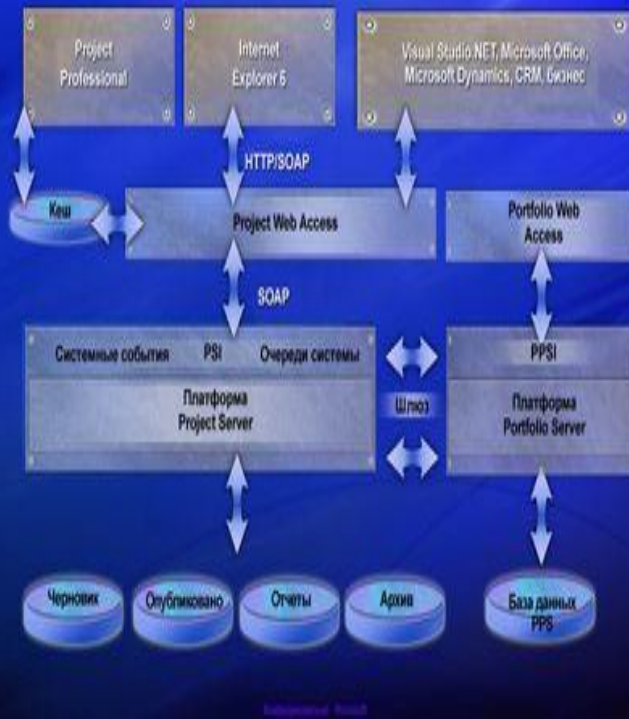 Project
Professional
Internet
Explorer 6
Visual Studio.NET, Microsoft Office,
Microsoft Dynamics, CRM, бизнес
HTTP/SOAP
Кеш
Project Web Access
Portfolio Web
Access
SOAP
Системные события PSI Очереди системы
PPSI
Платформа
Project Server
Шлюз
Платформа
Portfolio Server
Черновик
Опубликовано
Отчеты
Архив
База данных
PPS